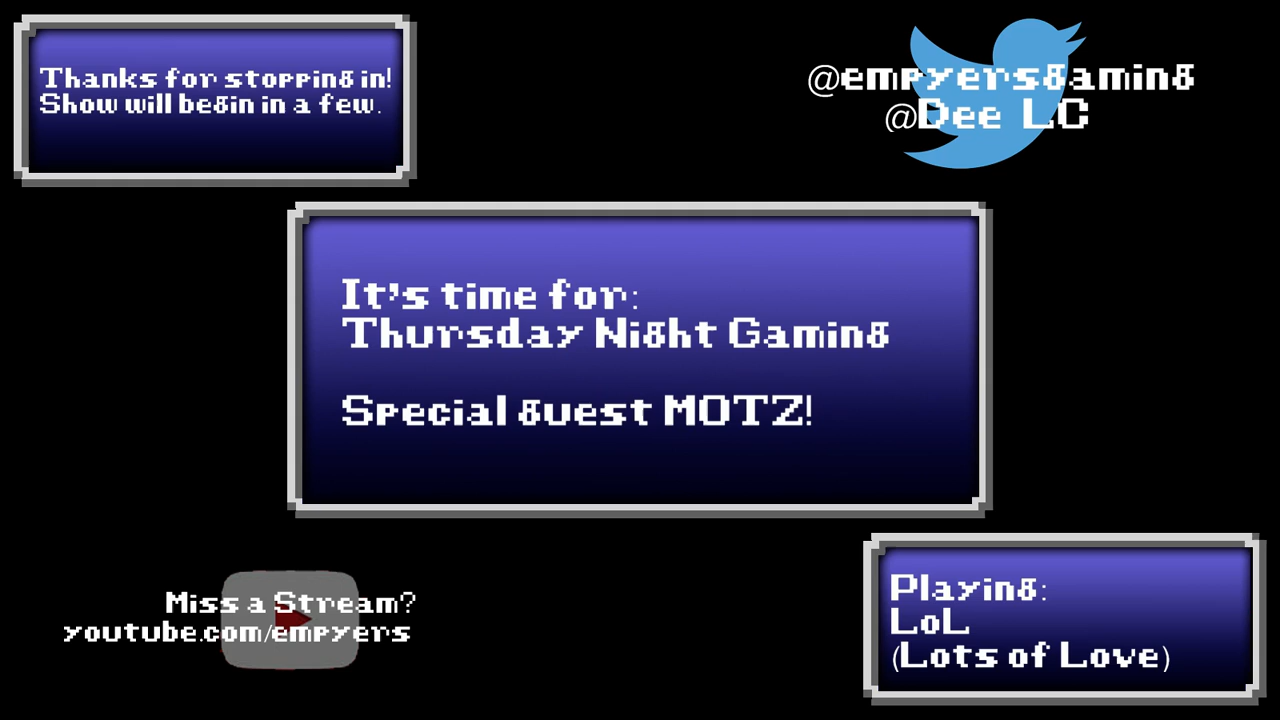 Thanks for stopping in!
Show will begin in a few.
@empyersgaming
@Dee LC
It's time for:
Thursday Night Gaming
Special guest MOTZ!
Miss a Stream?
youtube.com/empyers
Playing:
LoL
(Lots of Love)